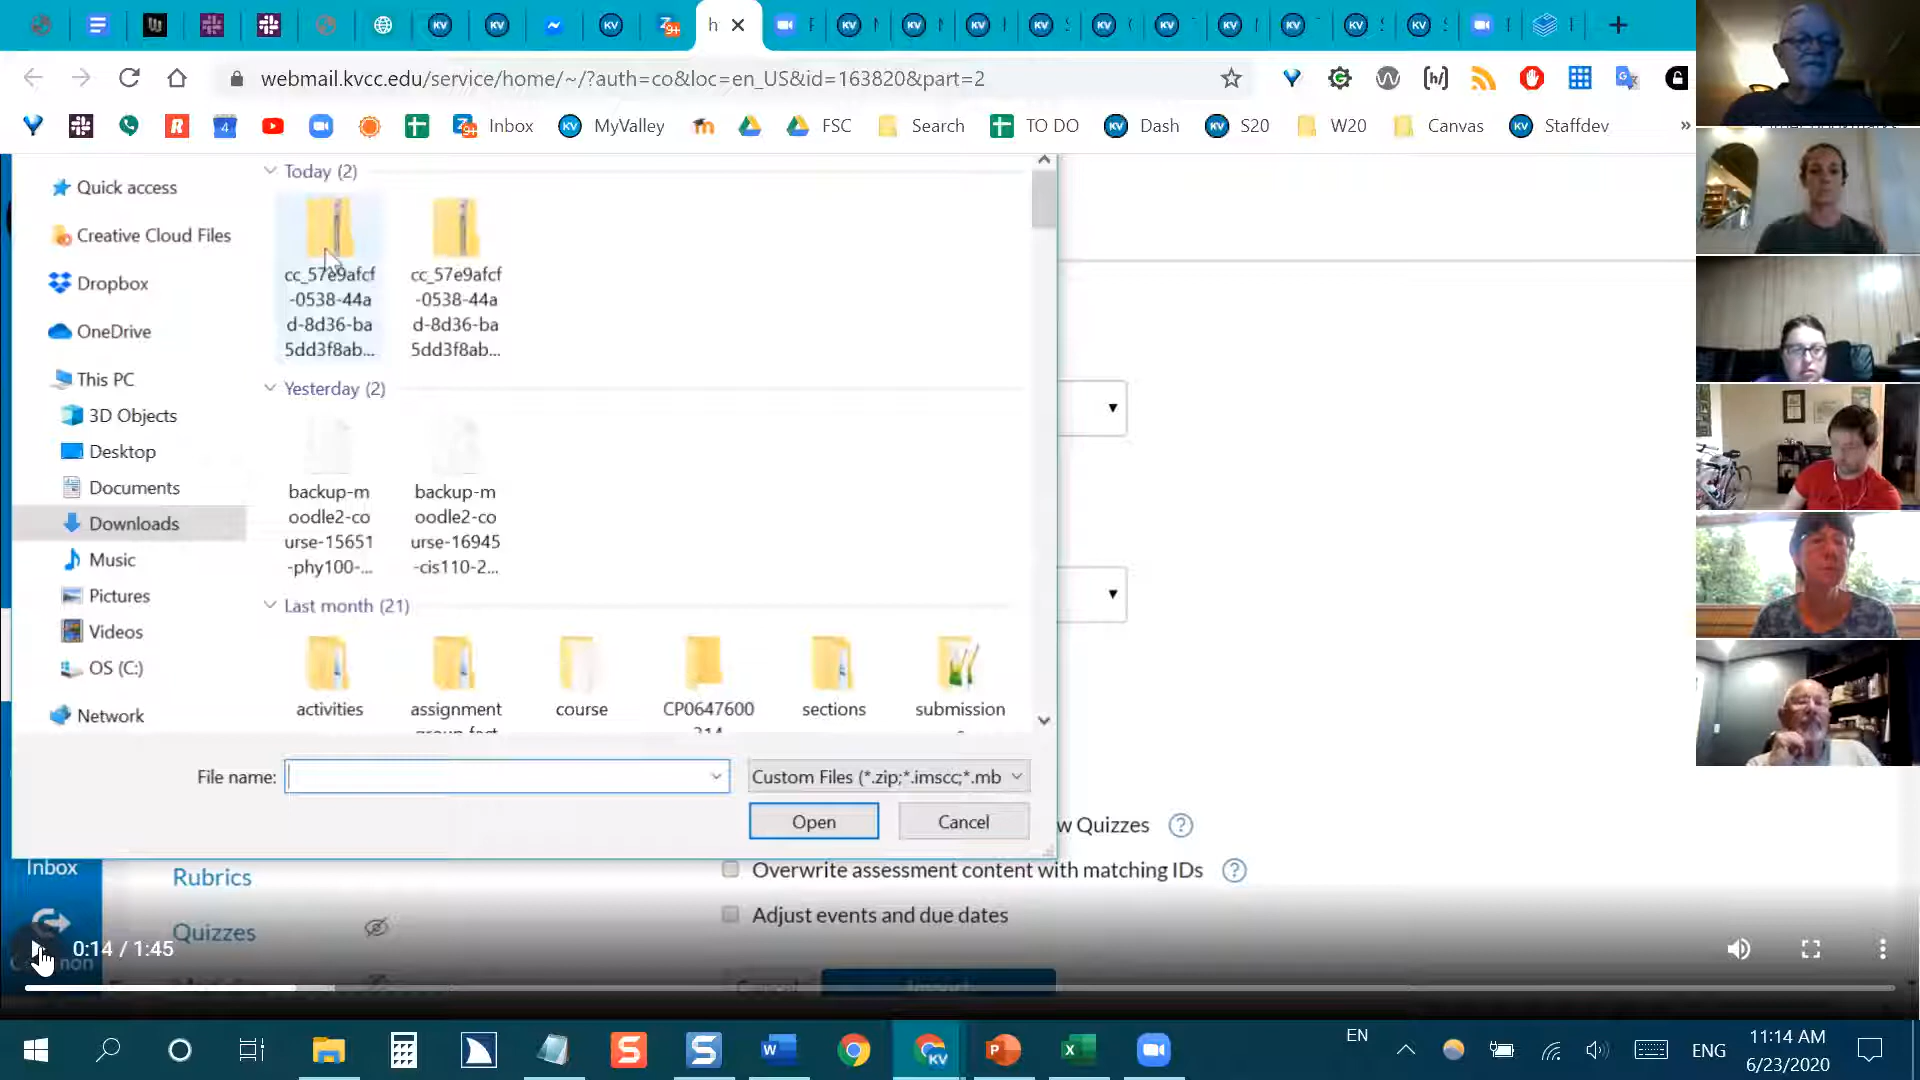 h
webmail.kvcc.edu/service/home/~/?auth=co&loc=en_US&id=163820&part=2
Inbox MyValley FSC Search TO DO Dash S20 W20 Canvas Staffdev »
Today (2)
Quick access
Creative Cloud Files
Dropbox
OneDrive
This PC
3D Objects
Desktop
Documents
Downloads
Music
Pictures
Videos
OS (C:)
Network
cc_57e9afcf cc_57e9afcf
-0538-44a -0538-44a
d-8d36-ba d-8d36-ba
5dd3f8ab... 5dd3f8ab...
Yesterday (2)
backup-m backup-m
oodle2-co oodle2-co
urse-15651 urse-16945
-phy100-... -cis110-2...
Last month (21)
activities assignment course CP0647600 sections submission
File name: Custom Files (*.zip;*.imscc;*.mb
Open Cancel
w Quizzes
Inbox
Rubrics
Overwrite assessment content with matching IDs
Quizzes
Adjust events and due dates
0:14 / 1:45
Cancel
EN
ENG
11:14 AM
6/23/2020